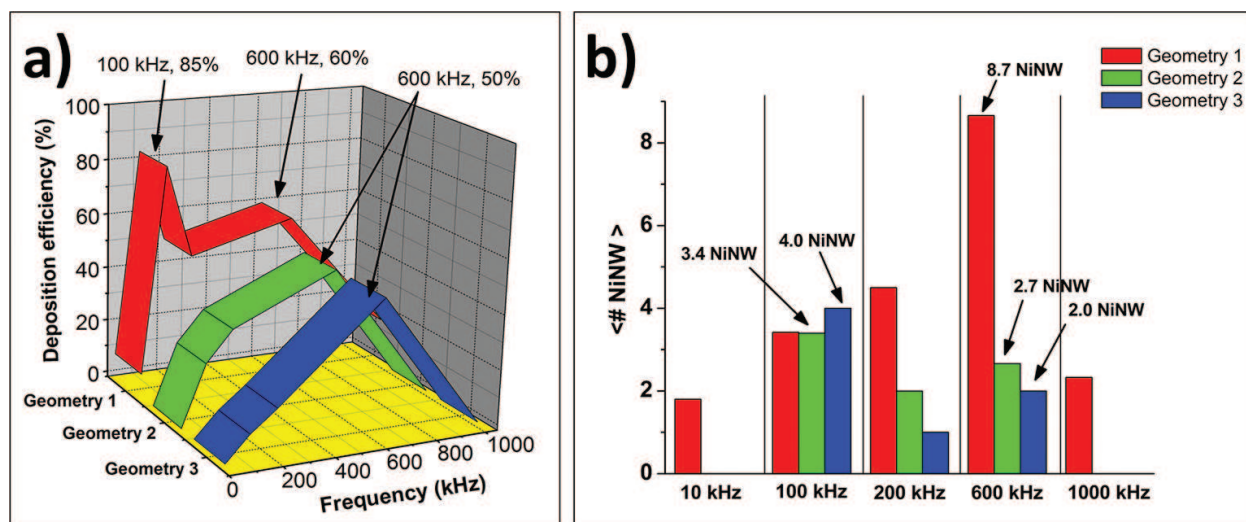 a)
100 kHz, 85%
600 kHz, 60%
600 kHz, 50%
100
80
60
40
20
0
Deposition efficiency (%)
Geometry 1
Geometry 2
Geometry 3
0
200
400
600
800
1000
Frequency (kHz)
b)
Geometry 1
Geometry 2
Geometry 3
8.7 NiNW
4.0 NiNW
3.4 NiNW
2.7 NiNW
2.0 NiNW
8
6
4
2
0
<# NiNW >
10 kHz 100 kHz 200 kHz 600 kHz 1000 kHz